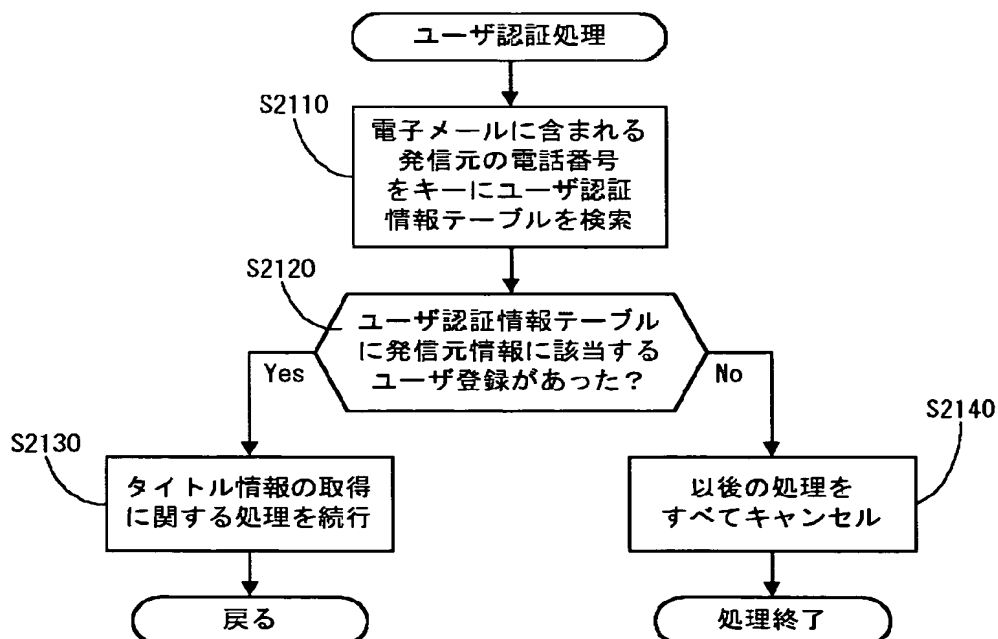 ユーザ認証処理
S2110
電子メールに含まれる
発信元の電話番号
をキーにユーザ認証
情報テーブルを検索
S2120
ユーザ認証情報テーブル
に発信元情報に該当する
ユーザ登録があった？
Yes
No
S2130
タイトル情報の取得
に関する処理を続行
S2140
以後の処理を
すべてキャンセル
戻る
処理終了